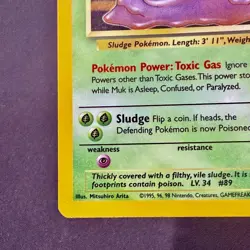 Sludge Pokémon. Length: 3' 11", Weigh
Pokémon Power: Toxic Gas Ignore
Powers other than Toxic Gases. This power stop
while Muk is Asleep, Confused, or Paralyzed.
Sludge Flip a coin. If heads, the
Defending Pokémon is now Poisoned
weakness resistance
Thickly covered with a filthy, vile sludge. It is
footprints contain poison. LV. 34 #89
Illus. Mitsuhiro Arita ©1995, 96, 98 Nintendo, Creatures, GAMEFREAK